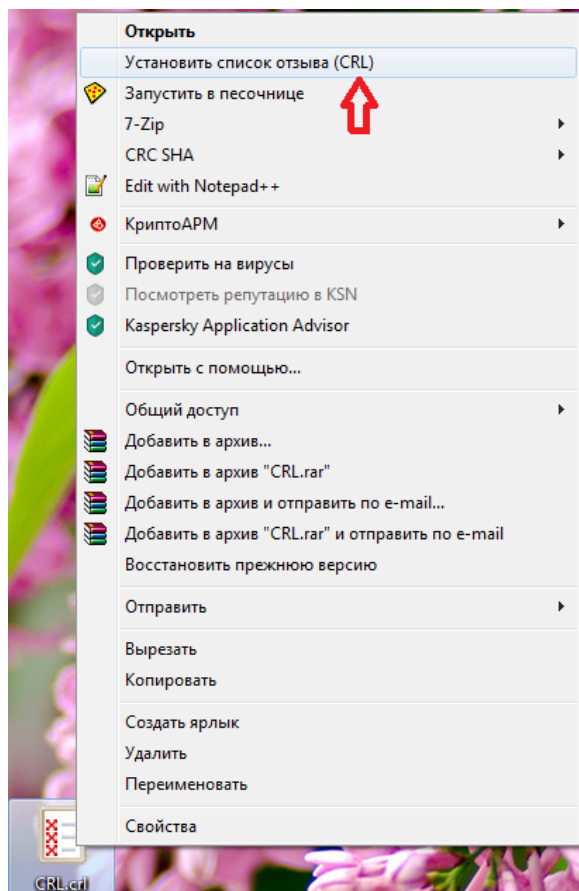 Открыть
Установить список отзыва (CRL)
Запустить в песочнице
7-Zip
CRC SHA
Edit with Notepad++
КриптоАРМ
Проверить на вирусы
Посмотреть репутацию в KSN
Kaspersky Application Advisor
Открыть с помощью...
Общий доступ
Добавить в архив...
Добавить в архив "CRL.rar"
Добавить в архив и отправить по e-mail...
Добавить в архив "CRL.rar" и отправить по e-mail
Восстановить прежнюю версию
Отправить
Вырезать
Копировать
Создать ярлык
Удалить
Переименовать
Свойства
CRL.crl